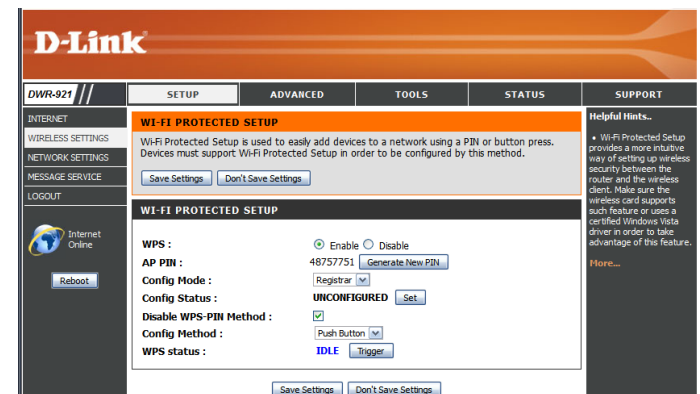 D-Link
DWR-921
SETUP ADVANCED TOOLS STATUS SUPPORT
INTERNET
WIRELESS SETTINGS
NETWORK SETTINGS
MESSAGE SERVICE
LOGOUT
Internet
Online
Reboot
WI-FI PROTECTED SETUP
Wi-Fi Protected Setup is used to easily add devices to a network using a PIN or button press.
Devices must support Wi-Fi Protected Setup in order to be configured by this method.
Save Settings Don't Save Settings
WI-FI PROTECTED SETUP
WPS : Enable Disable
AP PIN : 48757751 Generate New PIN
Config Mode : Registrar
Config Status : UNCONFIGURED Set
Disable WPS-PIN Method :
Config Method : Push Button
WPS status : IDLE Trigger
Save Settings Don't Save Settings
Helpful Hints..
• Wi-Fi Protected Setup
provides a more intuitive
way of setting up wireless
security between the
router and the wireless
client. Make sure the
wireless card supports
such feature or uses a
certified Windows Vista
driver in order to take
advantage of this feature.
More...